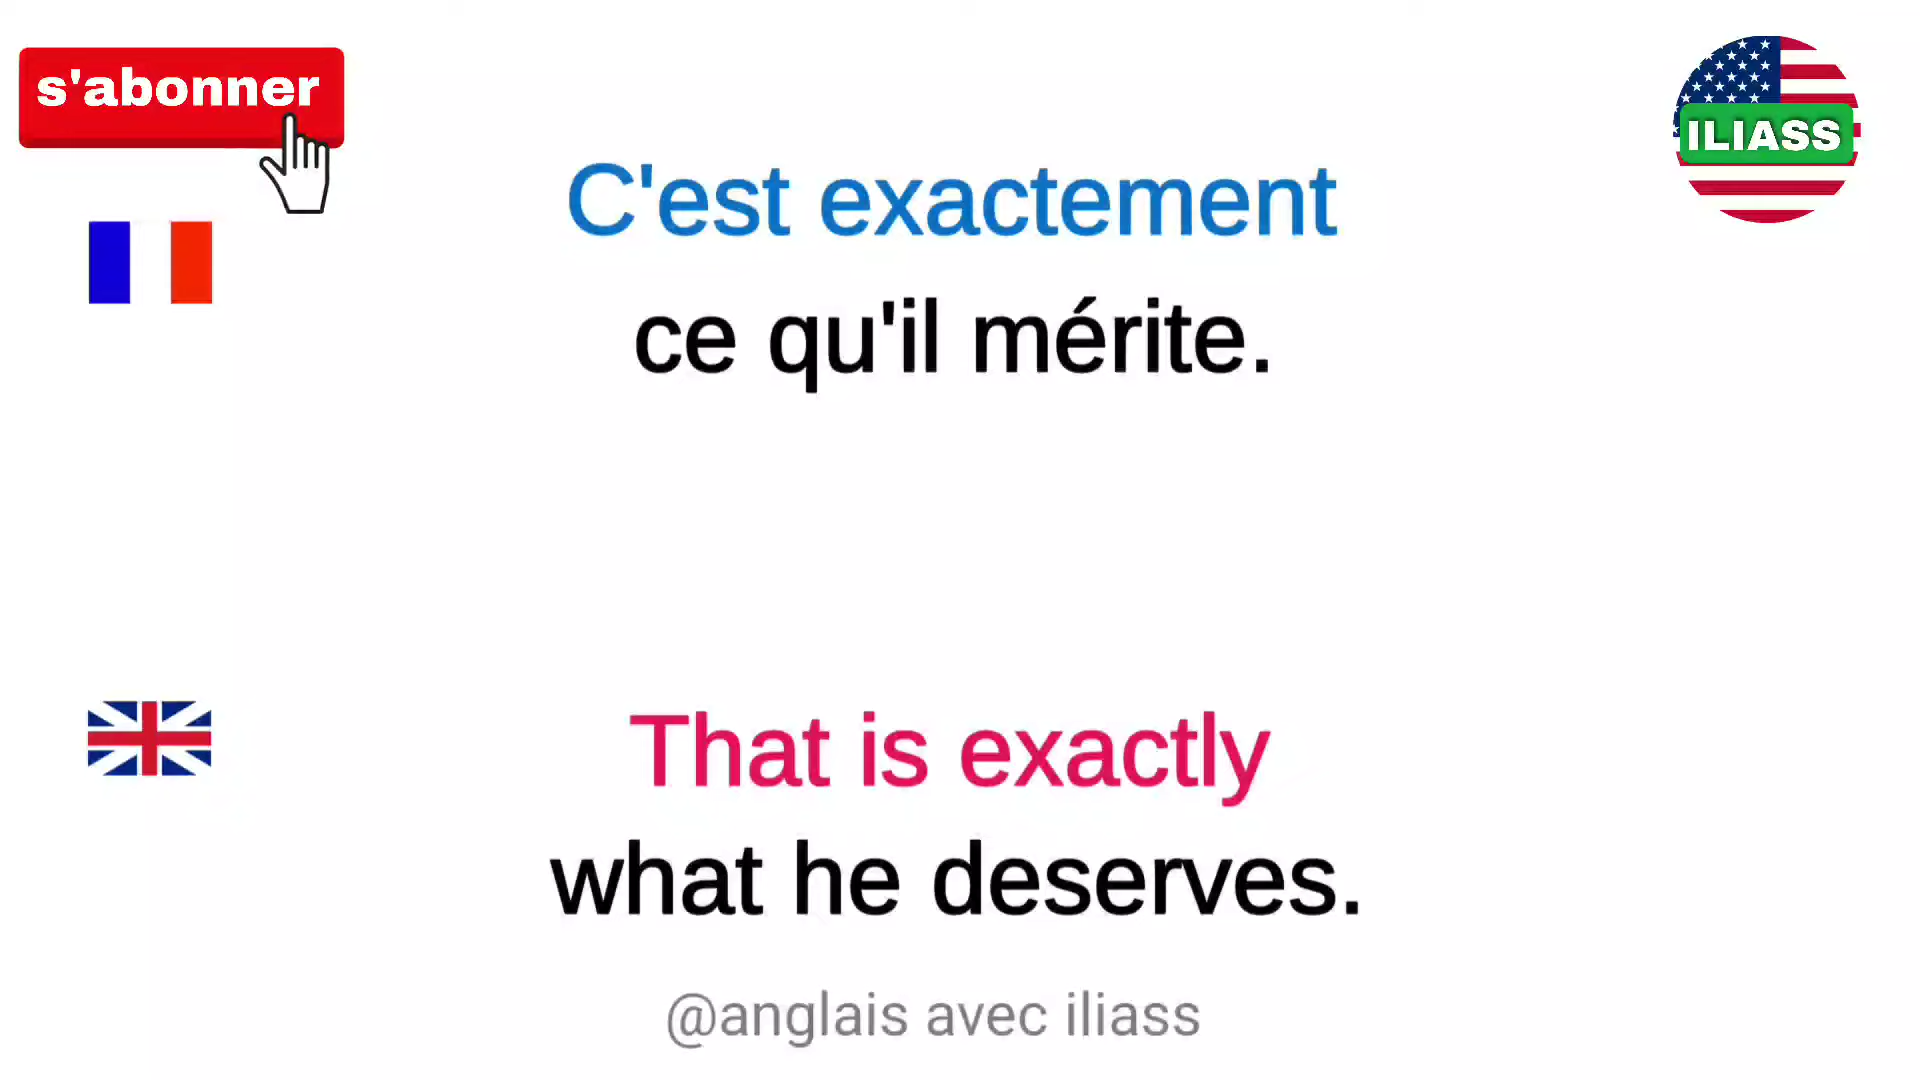 s'abonner
ILIASS
C'est exactement
ce qu'il mérite.
That is exactly
what he deserves.
@anglais avec iliass